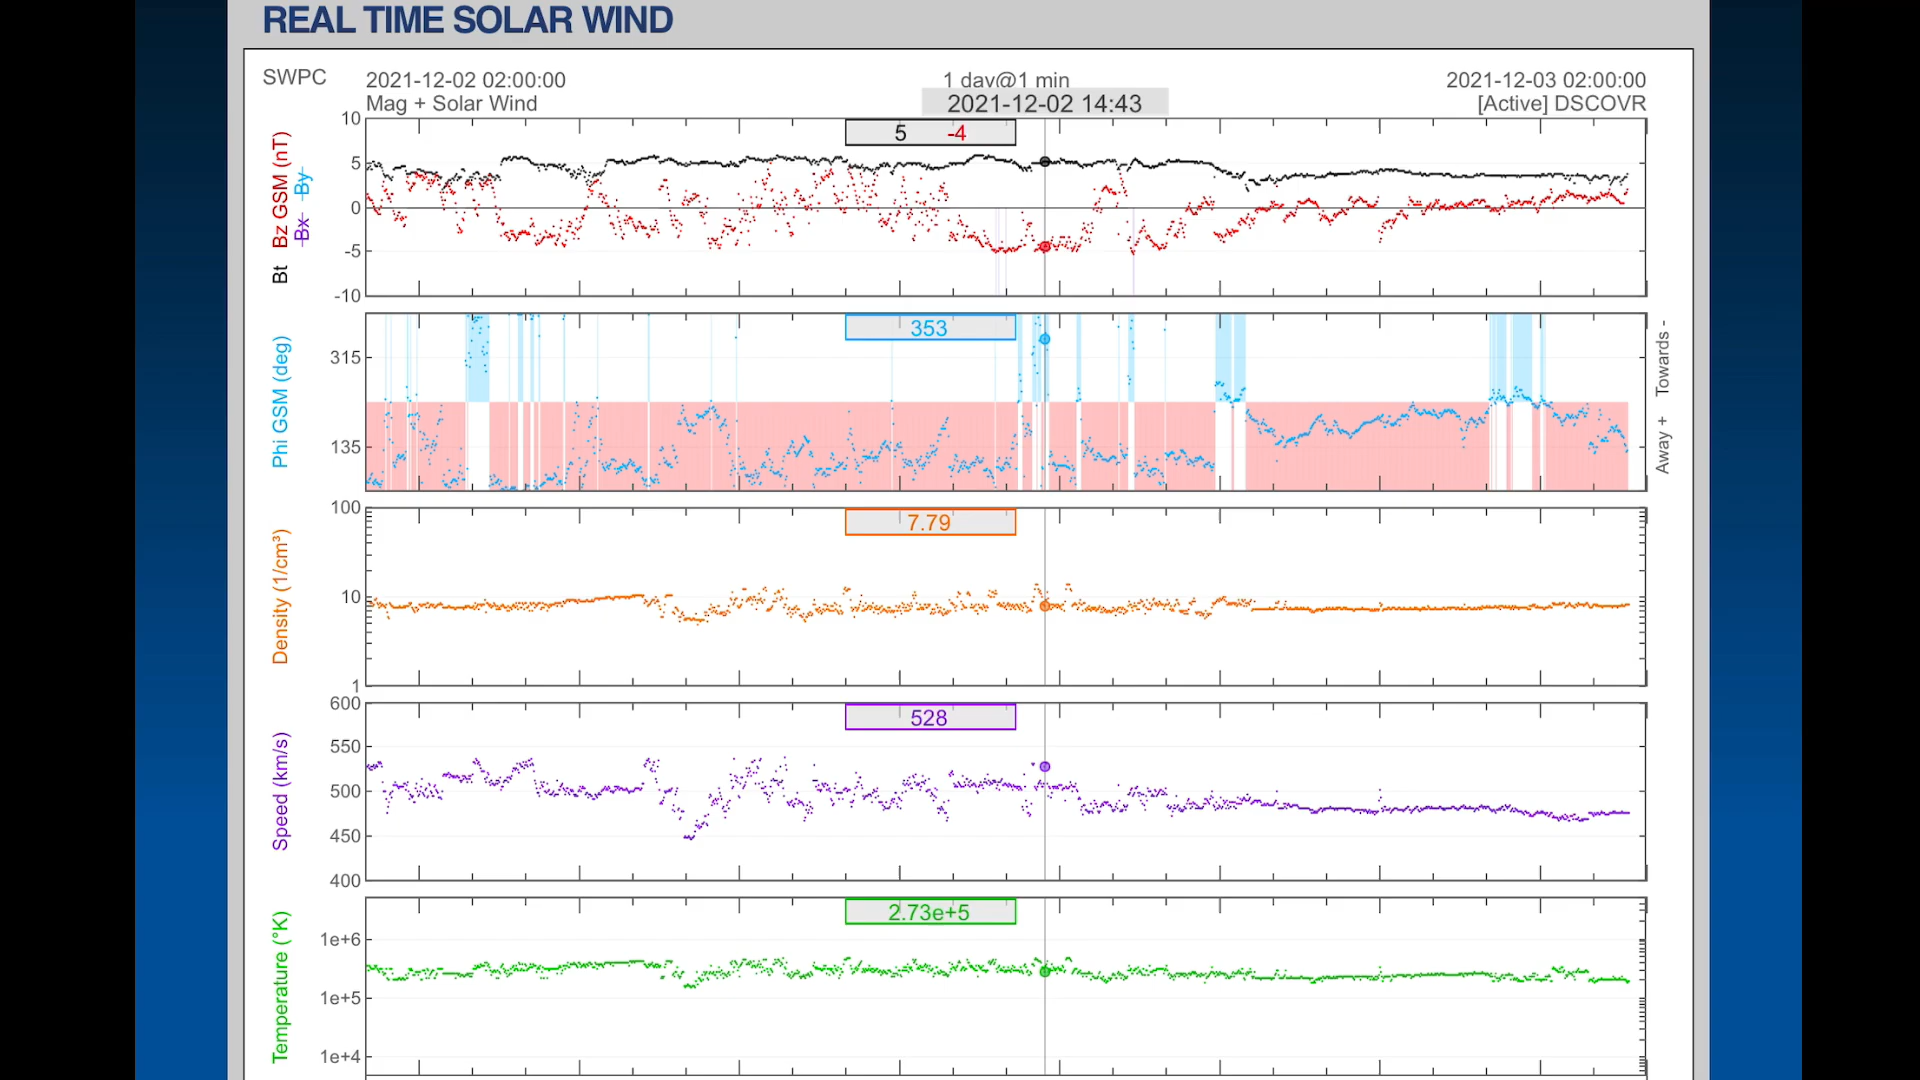 REAL TIME SOLAR WIND
SWPC
2021-12-02 02:00:00
1 day@1 min
2021-12-03 02:00:00
Mag + Solar Wind
2021-12-02 14:43
[Active] DSCOVR
Bt Bz GSM (nT)
Bx By
10
5
0
-5
-10
5 -4
Phi GSM (deg)
315
135
353
Away + Towards -
Density (1/cm³)
100
10
1
7.79
Speed (km/s)
600
550
500
450
400
528
Temperature (°K)
1e+6
1e+5
1e+4
2.73e+5